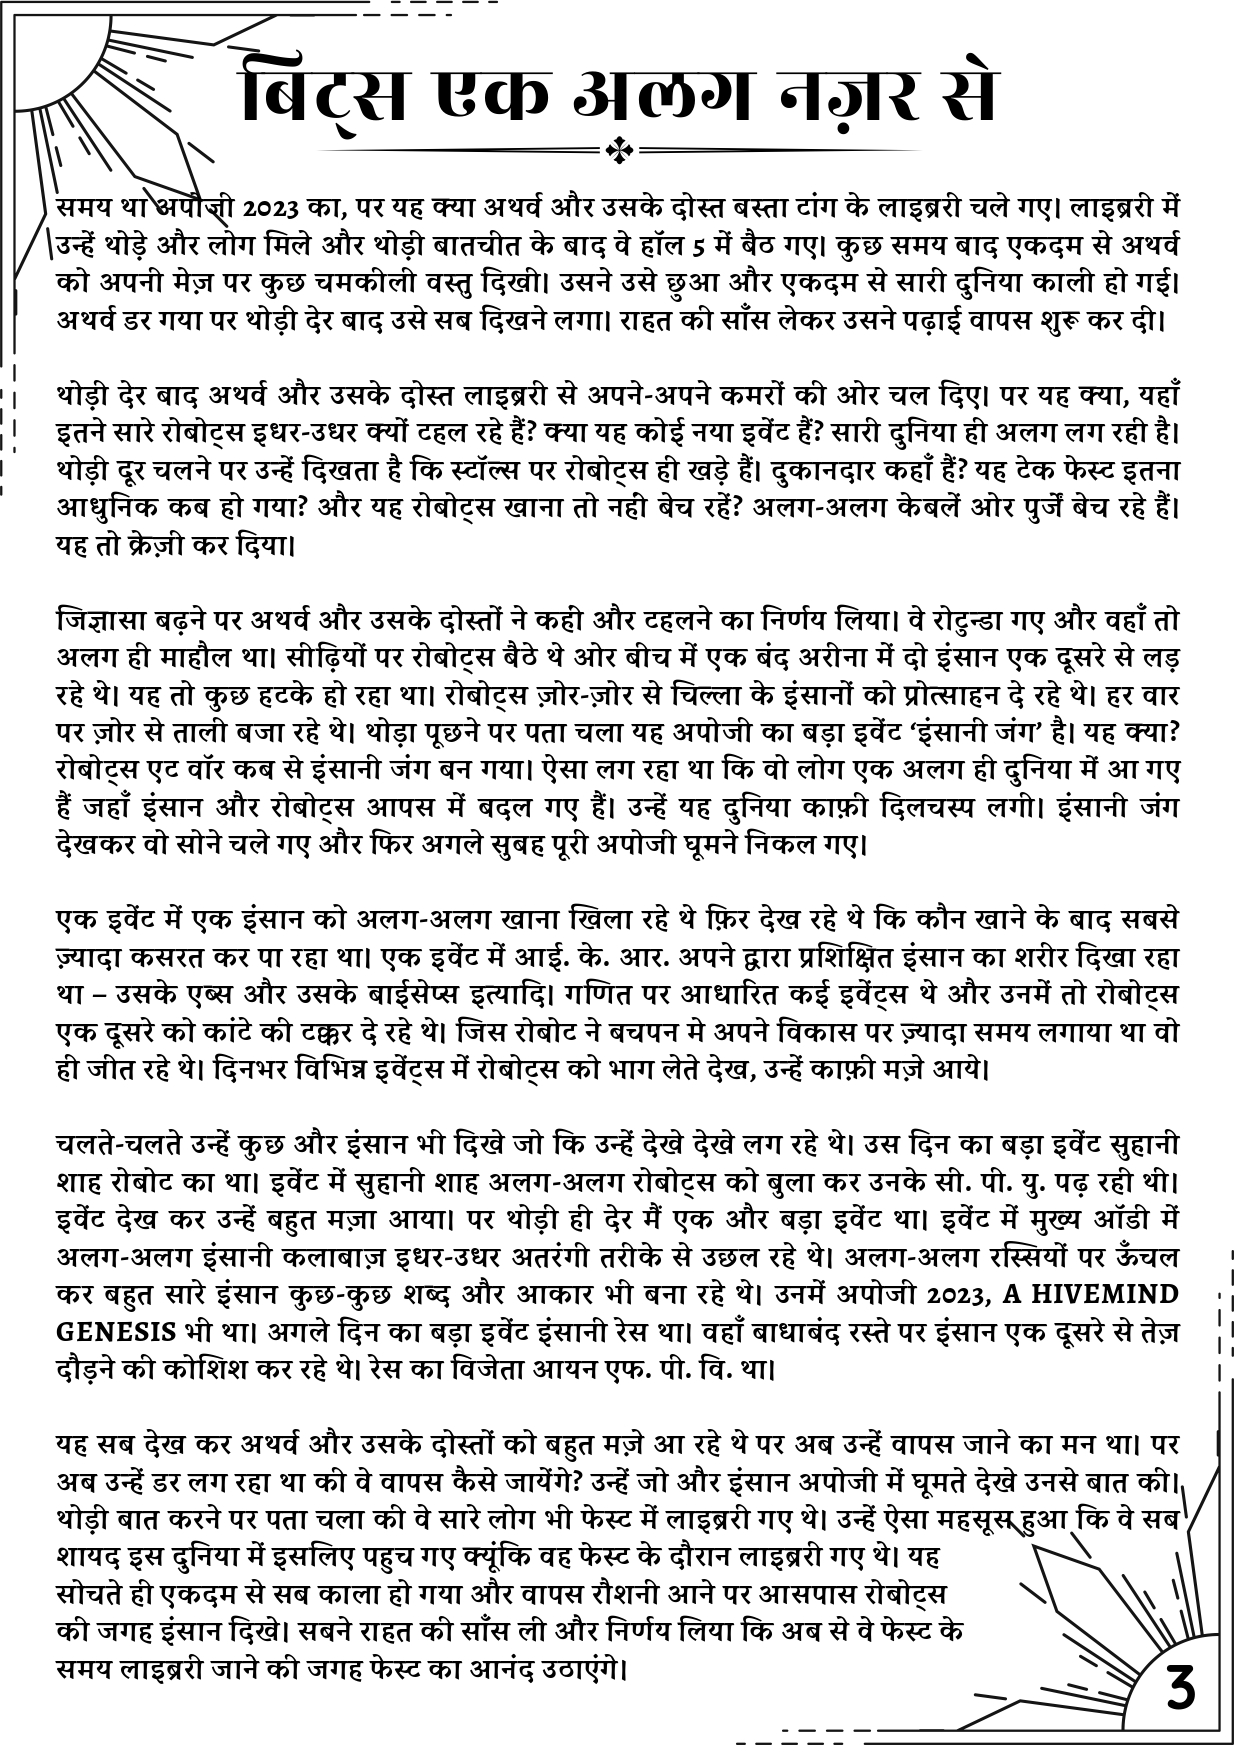 बिट्स एक अलग नज़र से
समय था अपौजी 2023 का, पर यह क्या अथर्व और उसके दोस्त बस्ता टांग के लाइब्ररी चले गए। लाइब्ररी में
उन्हें थोड़े और लोग मिले और थोड़ी बातचीत के बाद वे हॉल 5 में बैठ गए। कुछ समय बाद एकदम से अथर्व
को अपनी मेज़ पर कुछ चमकीली वस्तु दिखी। उसने उसे छुआ और एकदम से सारी दुनिया काली हो गई।
अथर्व डर गया पर थोड़ी देर बाद उसे सब दिखने लगा। राहत की साँस लेकर उसने पढ़ाई वापस शुरू कर दी।
थोड़ी देर बाद अथर्व और उसके दोस्त लाइब्ररी से अपने-अपने कमरों की ओर चल दिए। पर यह क्या, यहाँ
इतने सारे रोबोट्स इधर-उधर क्यों टहल रहे हैं? क्या यह कोई नया इवेंट हैं? सारी दुनिया ही अलग लग रही है।
थोड़ी दूर चलने पर उन्हें दिखता है कि स्टॉल्स पर रोबोट्स ही खड़े हैं। दुकानदार कहाँ हैं? यह टेक फेस्ट इतना
आधुनिक कब हो गया? और यह रोबोट्स खाना तो नहीं बेच रहें? अलग-अलग केबलें ओर पुर्जें बेच रहे हैं।
यह तो क्रेज़ी कर दिया।
जिज्ञासा बढ़ने पर अथर्व और उसके दोस्तों ने कहीं और टहलने का निर्णय लिया। वे रोटुन्डा गए और वहाँ तो
अलग ही माहौल था। सीढ़ियों पर रोबोट्स बैठे थे ओर बीच में एक बंद अरीना में दो इंसान एक दूसरे से लड़
रहे थे। यह तो कुछ हटके हो रहा था। रोबोट्स ज़ोर-ज़ोर से चिल्ला के इंसानों को प्रोत्साहन दे रहे थे। हर वार
पर ज़ोर से ताली बजा रहे थे। थोड़ा पूछने पर पता चला यह अपोजी का बड़ा इवेंट ‘इंसानी जंग’ है। यह क्या?
रोबोट्स एट वॉर कब से इंसानी जंग बन गया। ऐसा लग रहा था कि वो लोग एक अलग ही दुनिया में आ गए
हैं जहाँ इंसान और रोबोट्स आपस में बदल गए हैं। उन्हें यह दुनिया काफ़ी दिलचस्प लगी। इंसानी जंग
देखकर वो सोने चले गए और फिर अगले सुबह पूरी अपोजी घूमने निकल गए।
एक इवेंट में एक इंसान को अलग-अलग खाना खिला रहे थे फ़िर देख रहे थे कि कौन खाने के बाद सबसे
ज़्यादा कसरत कर पा रहा था। एक इवेंट में आई. के. आर. अपने द्वारा प्रशिक्षित इंसान का शरीर दिखा रहा
था – उसके एब्स और उसके बाईसेप्स इत्यादि। गणित पर आधारित कई इवेंट्स थे और उनमें तो रोबोट्स
एक दूसरे को कांटे की टक्कर दे रहे थे। जिस रोबोट ने बचपन मे अपने विकास पर ज़्यादा समय लगाया था वो
ही जीत रहे थे। दिनभर विभिन्न इवेंट्स में रोबोट्स को भाग लेते देख, उन्हें काफ़ी मज़े आये।
चलते-चलते उन्हें कुछ और इंसान भी दिखे जो कि उन्हें देखे देखे लग रहे थे। उस दिन का बड़ा इवेंट सुहानी
शाह रोबोट का था। इवेंट में सुहानी शाह अलग-अलग रोबोट्स को बुला कर उनके सी. पी. यु. पढ़ रही थी।
इवेंट देख कर उन्हें बहुत मज़ा आया। पर थोड़ी ही देर मैं एक और बड़ा इवेंट था। इवेंट में मुख्य ऑडी में
अलग-अलग इंसानी कलाबाज़ इधर-उधर अतरंगी तरीके से उछल रहे थे। अलग-अलग रस्सियों पर ऊँचल
कर बहुत सारे इंसान कुछ-कुछ शब्द और आकार भी बना रहे थे। उनमें अपोजी 2023, A HIVEMIND
GENESIS भी था। अगले दिन का बड़ा इवेंट इंसानी रेस था। वहाँ बाधाबंद रस्ते पर इंसान एक दूसरे से तेज़
दौड़ने की कोशिश कर रहे थे। रेस का विजेता आयन एफ. पी. वि. था।
यह सब देख कर अथर्व और उसके दोस्तों को बहुत मज़े आ रहे थे पर अब उन्हें वापस जाने का मन था। पर
अब उन्हें डर लग रहा था की वे वापस कैसे जायेंगे? उन्हें जो और इंसान अपोजी में घूमते देखे उनसे बात की।
थोड़ी बात करने पर पता चला की वे सारे लोग भी फेस्ट में लाइब्ररी गए थे। उन्हें ऐसा महसूस हुआ कि वे सब
शायद इस दुनिया में इसलिए पहुच गए क्यूंकि वह फेस्ट के दौरान लाइब्ररी गए थे। यह
सोचते ही एकदम से सब काला हो गया और वापस रौशनी आने पर आसपास रोबोट्स
की जगह इंसान दिखे। सबने राहत की साँस ली और निर्णय लिया कि अब से वे फेस्ट के
समय लाइब्ररी जाने की जगह फेस्ट का आनंद उठाएंगे।
3